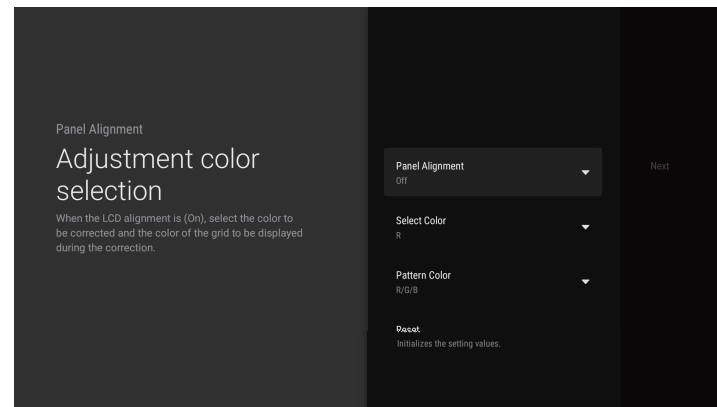 Panel Alignment
Adjustment color
selection
When the LCD alignment is (On), select the color to
be corrected and the color of the grid to be displayed
during the correction.
Panel Alignment
Off
Select Color
R
Pattern Color
R/G/B
Reset
Initializes the setting values.
Next